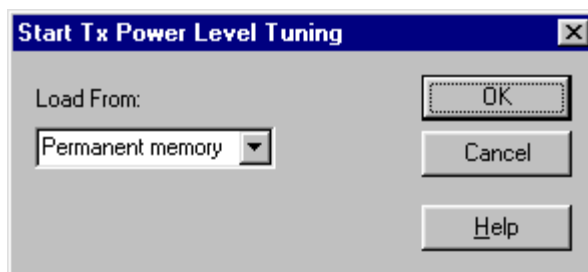 Start Tx Power Level Tuning
Load From:
OK
Permanent memory
Cancel
Help